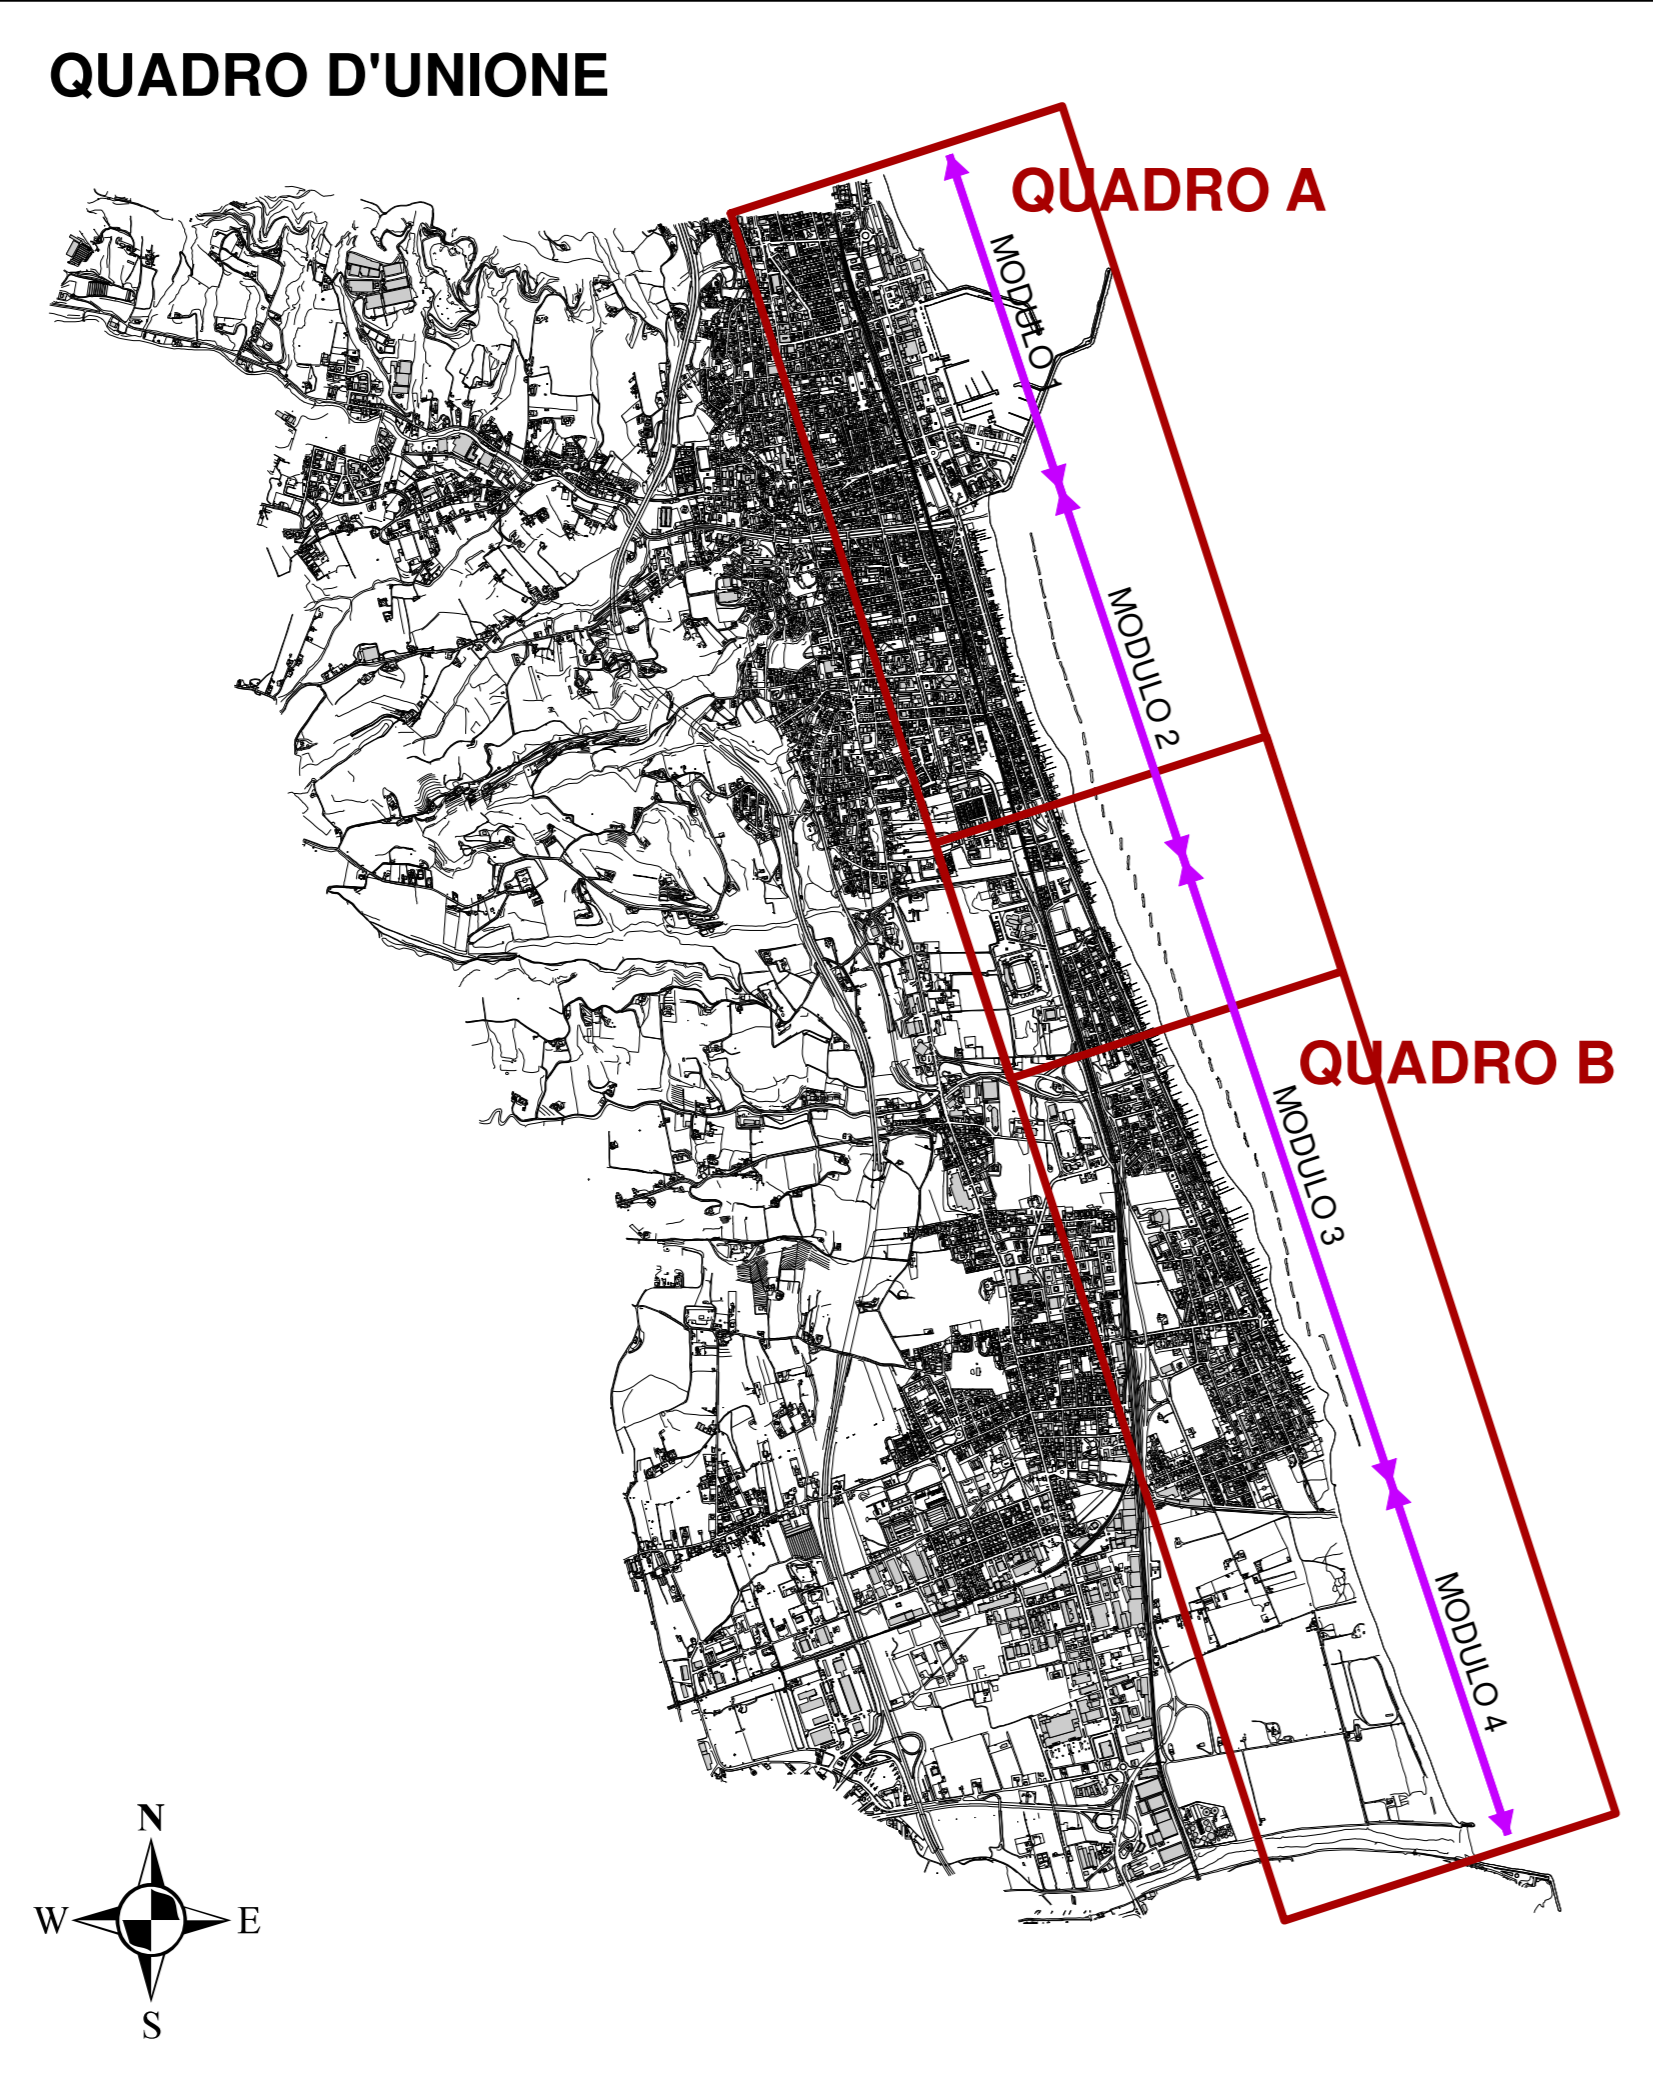 QUADRO D'UNIONE
QUADRO A
MODULO 1
MODULO 2
QUADRO B
MODULO 3
MODULO 4
N
W E
S